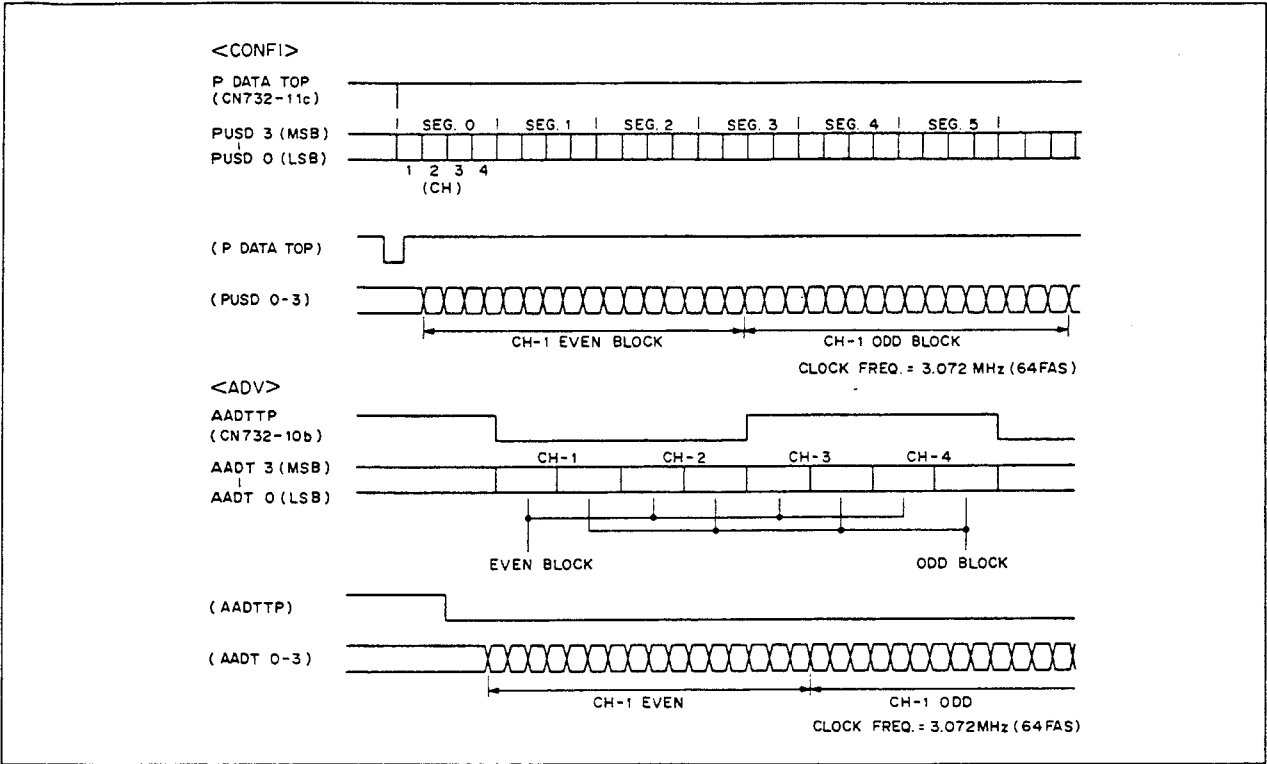 <CONFI>
P DATA TOP
(CN732-11c)
SEG. 0 SEG. 1 SEG. 2 SEG. 3 SEG. 4 SEG. 5
PUSD 3 (MSB)
PUSD 0 (LSB)
1 2 3 4
(CH)
(P DATA TOP)
(PUSD 0-3)
CH-1 EVEN BLOCK CH-1 ODD BLOCK
CLOCK FREQ. = 3.072 MHz (64FAS)
<ADV>
AADTTP
(CN732-10b)
CH-1 CH-2 CH-3 CH-4
AADT 3 (MSB)
AADT 0 (LSB)
EVEN BLOCK ODD BLOCK
(AADTTP)
(AADT 0-3)
CH-1 EVEN CH-1 ODD
CLOCK FREQ. = 3.072MHz (64FAS)